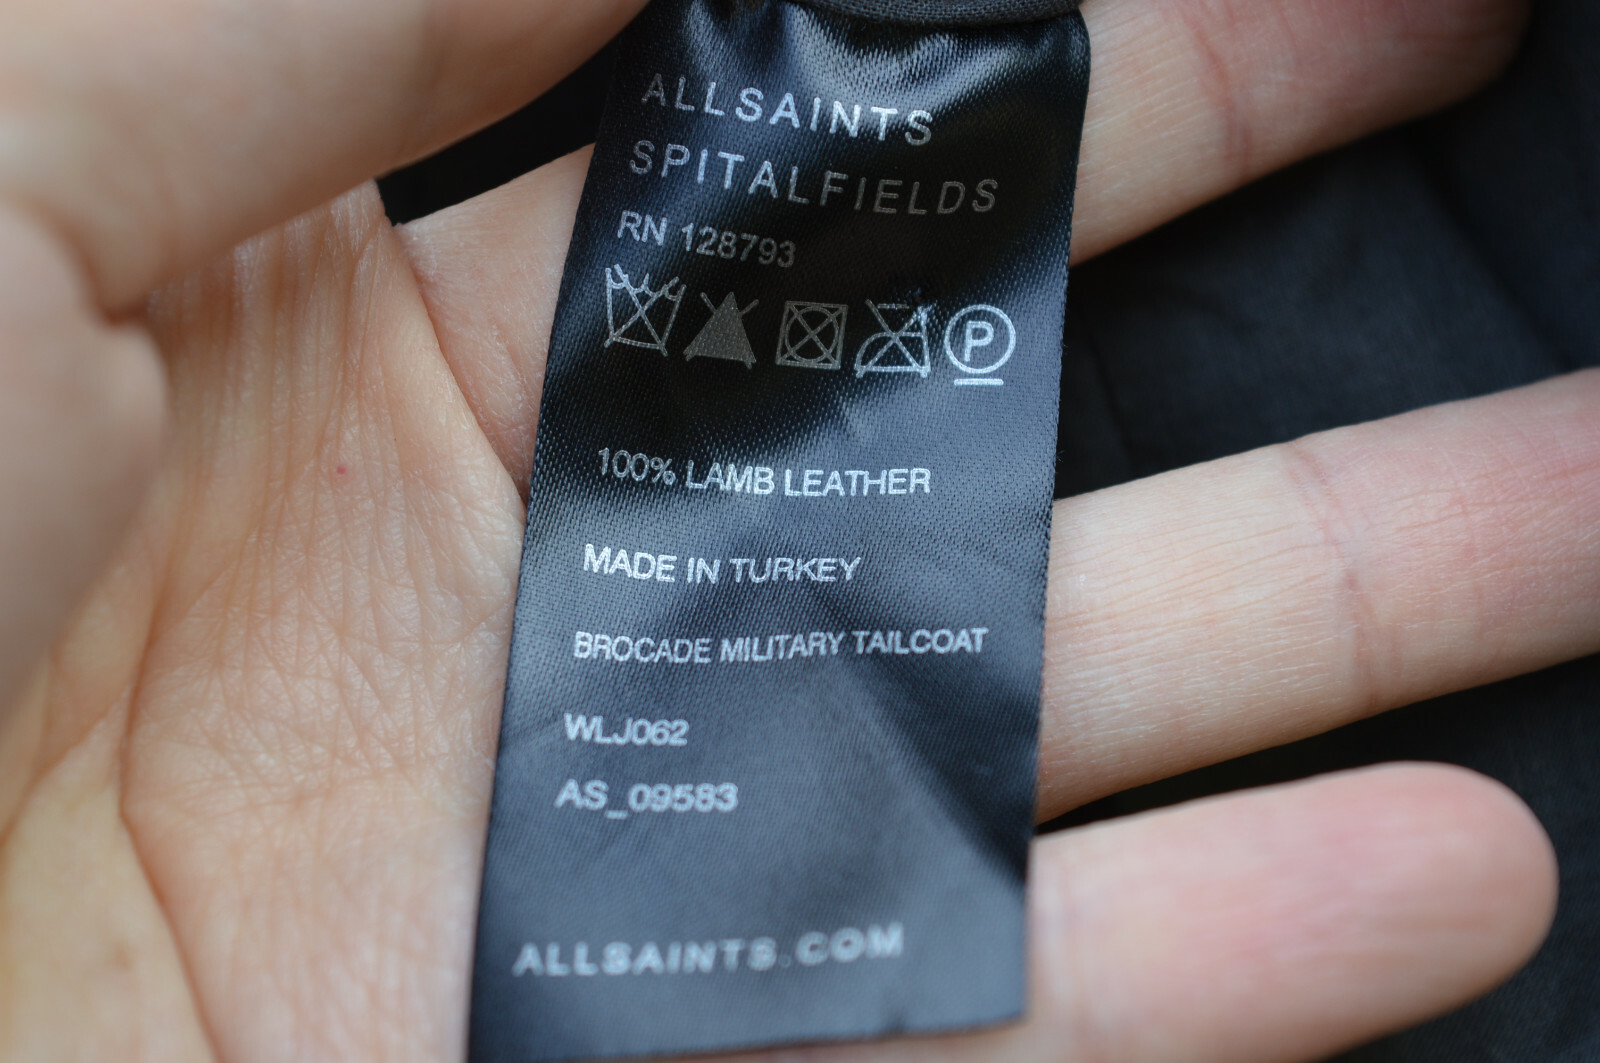 ALLSAINTS
SPITALFIELDS
RN 128793
P
100% LAMB LEATHER
MADE IN TURKEY
BROCADE MILITARY TAILCOAT
WLJ062
AS_09583
ALLSAINTS.COM